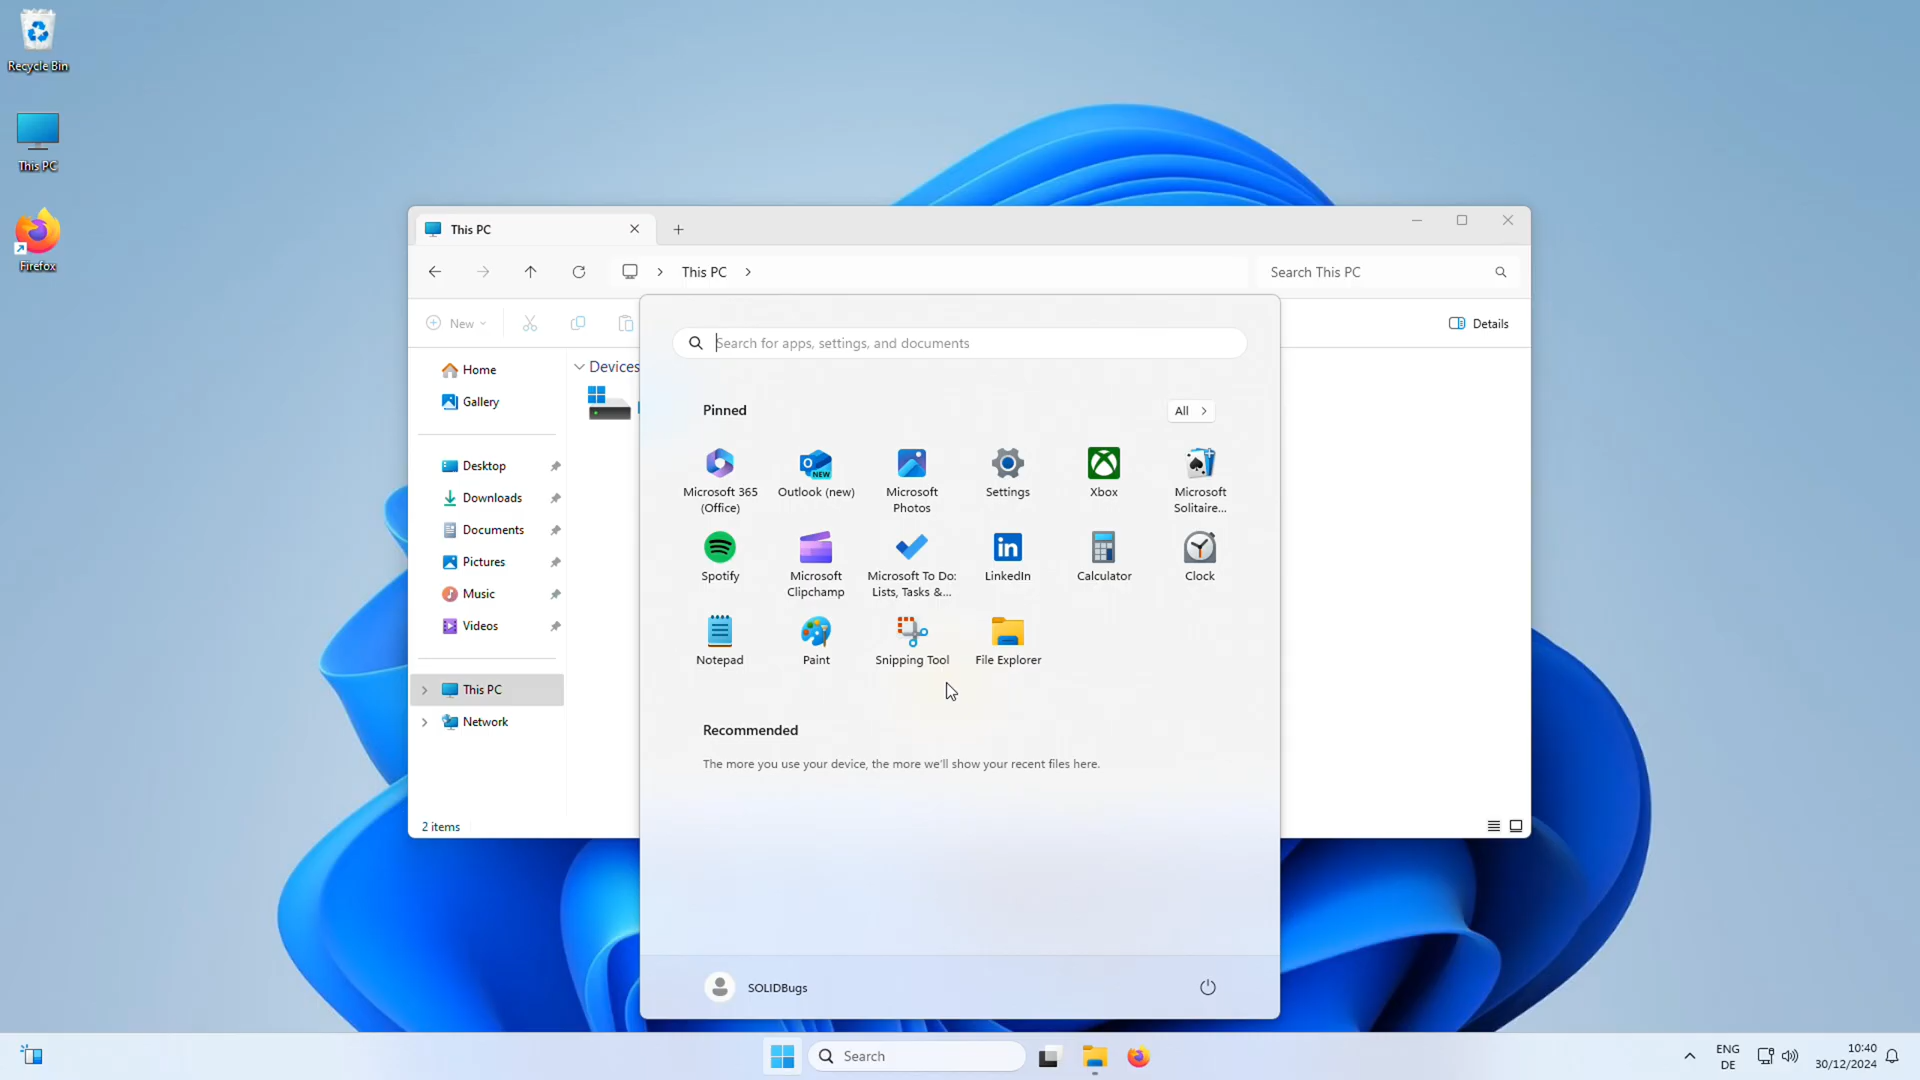 Recycle Bin
This PC
Firefox
This PC
This PC
Search This PC
New
Details
Home
Gallery
Desktop
Downloads
Documents
Pictures
Music
Videos
This PC
Network
2 items
Devices
Search for apps, settings, and documents
Pinned
All
Microsoft 365
(Office)
Outlook (new)
Microsoft
Photos
Settings
Xbox
Microsoft
Solitaire...
Spotify
Microsoft
Clipchamp
Microsoft To Do:
Lists, Tasks &...
LinkedIn
Calculator
Clock
Notepad
Paint
Snipping Tool
File Explorer
Recommended
The more you use your device, the more we'll show your recent files here.
SOLIDBugs
Search
ENG
DE
10:40
30/12/2024